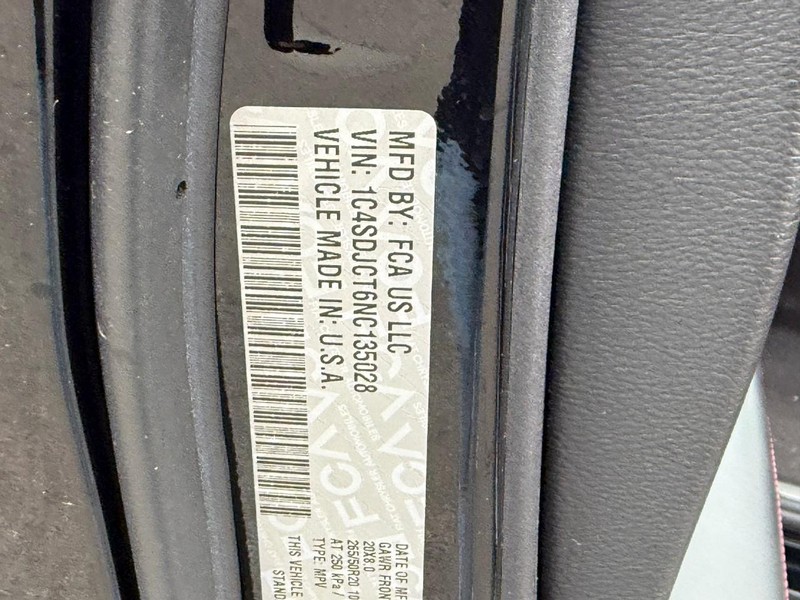 MFD BY: FCA US LLC
VIN: 1C4SDJCT6NC135028
VEHICLE MADE IN: U.S.A.
DATE OF MF
GAWR FRON
20X8.0
265/50R20 10
AT 250 kPa /
TYPE: MPV
THIS VEHICLE
STAND